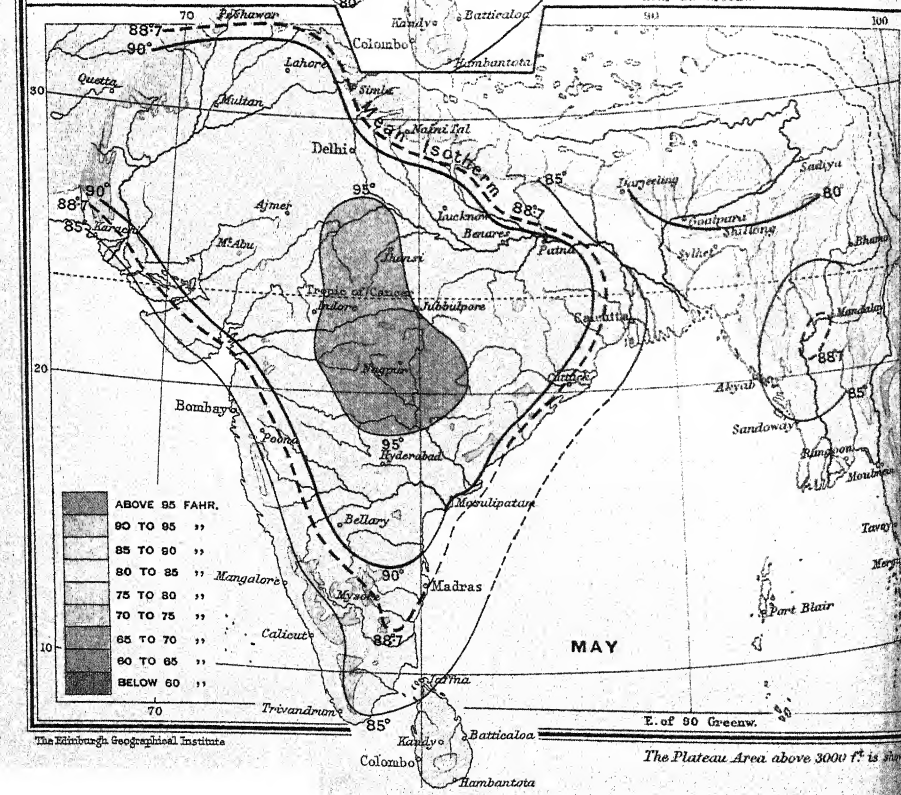 80
Kandy
Batticaloa
Colombo
Hambantota
70
90
100
Peshawar
88·7
90°
Lahore
Quetta
Simla
30
Multan
Mean Isotherm
Naini Tal
Delhi
Sadiya
85°
Darjeeling
90°
95°
80°
88·7
Ajmer
Lucknow
88·7
Goalpara
Shillong
85°
Karachi
Benares
Patna
Sylhet
Bhamo
Mt. Abu
Jhansi
Tropic of Cancer
Indore
Jubbulpore
Calcutta
Mandalay
88·7
20
Nagpur
Cuttack
Akyab
85°
Bombay
Sandoway
Poona
95°
Hyderabad
Rangoon
Moulmein
ABOVE 95 FAHR.
90 TO 95 ,,
85 TO 90 ,,
80 TO 85 ,,
75 TO 80 ,,
70 TO 75 ,,
65 TO 70 ,,
60 TO 65 ,,
BELOW 60 ,,
Masulipatam
Bellary
Tavoy
90°
Mangalore
Madras
Mysore
Port Blair
Calicut
88·7
10
MAY
Jaffna
70
Trivandrum
85°
E. of 90 Greenw.
The Edinburgh Geographical Institute
Kandy
Batticaloa
Colombo
The Plateau Area above 3000 ft. is
Hambantota